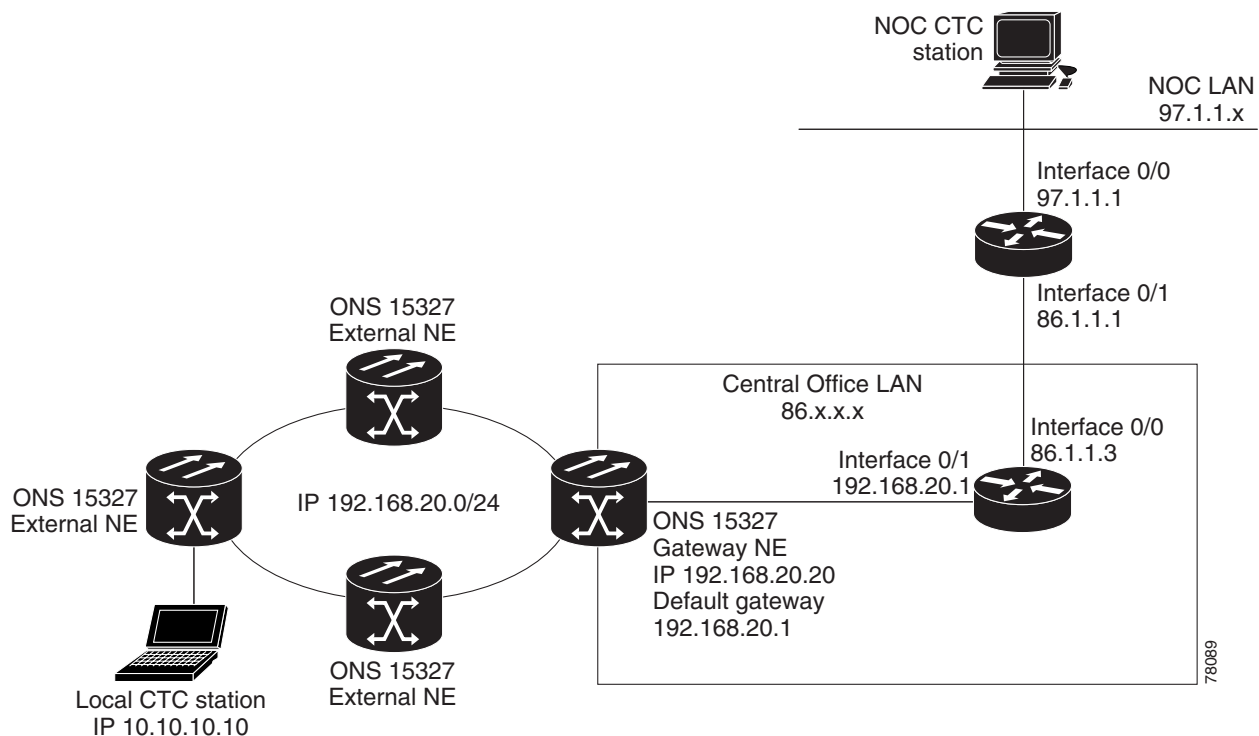 NOC CTC
station
NOC LAN
97.1.1.x
Interface 0/0
97.1.1.1
Interface 0/1
86.1.1.1
ONS 15327
External NE
Central Office LAN
86.x.x.x
Interface 0/0
86.1.1.3
Interface 0/1
192.168.20.1
ONS 15327
External NE
IP 192.168.20.0/24
ONS 15327
Gateway NE
IP 192.168.20.20
Default gateway
192.168.20.1
ONS 15327
External NE
Local CTC station
IP 10.10.10.10
78089